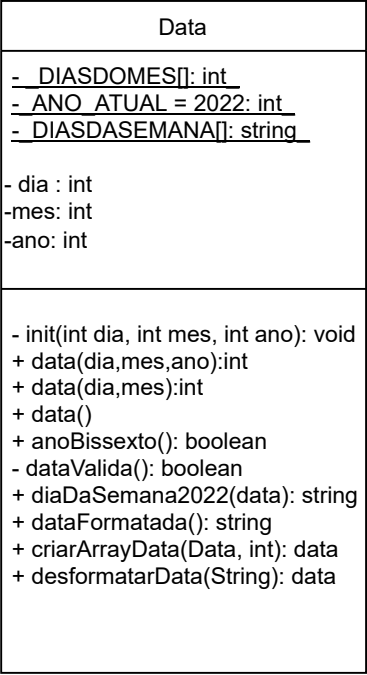 Data
- _DIASDOMES[]: int_
- _ANO_ATUAL = 2022: int_
- _DIASDASEMANA[]: string_
- dia : int
-mes: int
-ano: int
- init(int dia, int mes, int ano): void
+ data(dia,mes,ano):int
+ data(dia,mes):int
+ data()
+ anoBissexto(): boolean
- dataValida(): boolean
+ diaDaSemana2022(data): string
+ dataFormatada(): string
+ criarArrayData(Data, int): data
+ desformatarData(String): data